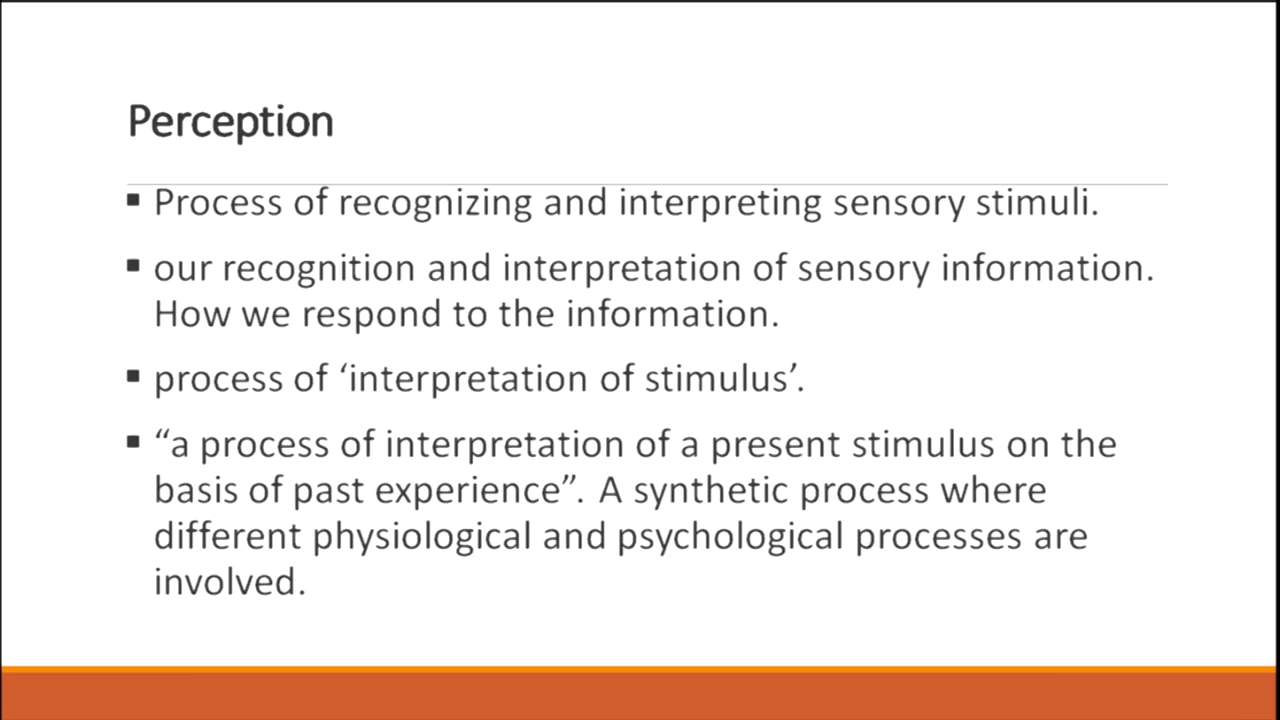 Perception
▪ Process of recognizing and interpreting sensory stimuli.
▪ our recognition and interpretation of sensory information.
How we respond to the information.
▪ process of ‘interpretation of stimulus’.
▪ “a process of interpretation of a present stimulus on the
basis of past experience”. A synthetic process where
different physiological and psychological processes are
involved.